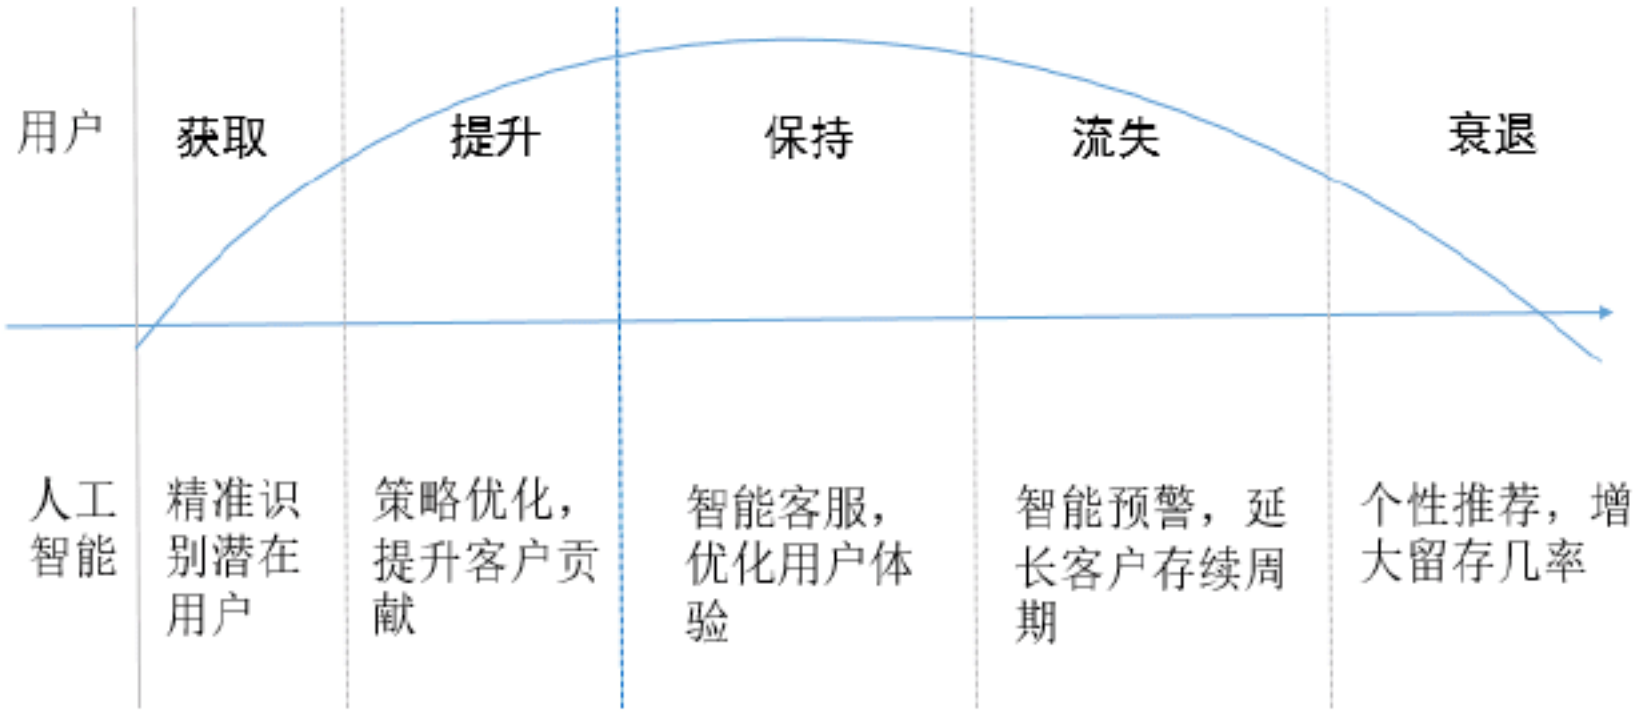 用户
获取
提升
保持
流失
衰退
人工
智能
精准识
别潜在
用户
策略优化，
提升客户贡
献
智能客服，
优化用户体
验
智能预警，延
长客户存续周
期
个性推荐，增
大留存几率